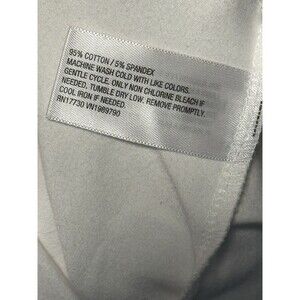 95% COTTON / 5% SPANDEX
MACHINE WASH COLD WITH LIKE COLORS.
GENTLE CYCLE. ONLY NON CHLORINE BLEACH IF
NEEDED. TUMBLE DRY LOW. REMOVE PROMPTLY.
COOL IRON IF NEEDED.
RN17730 VN1989790